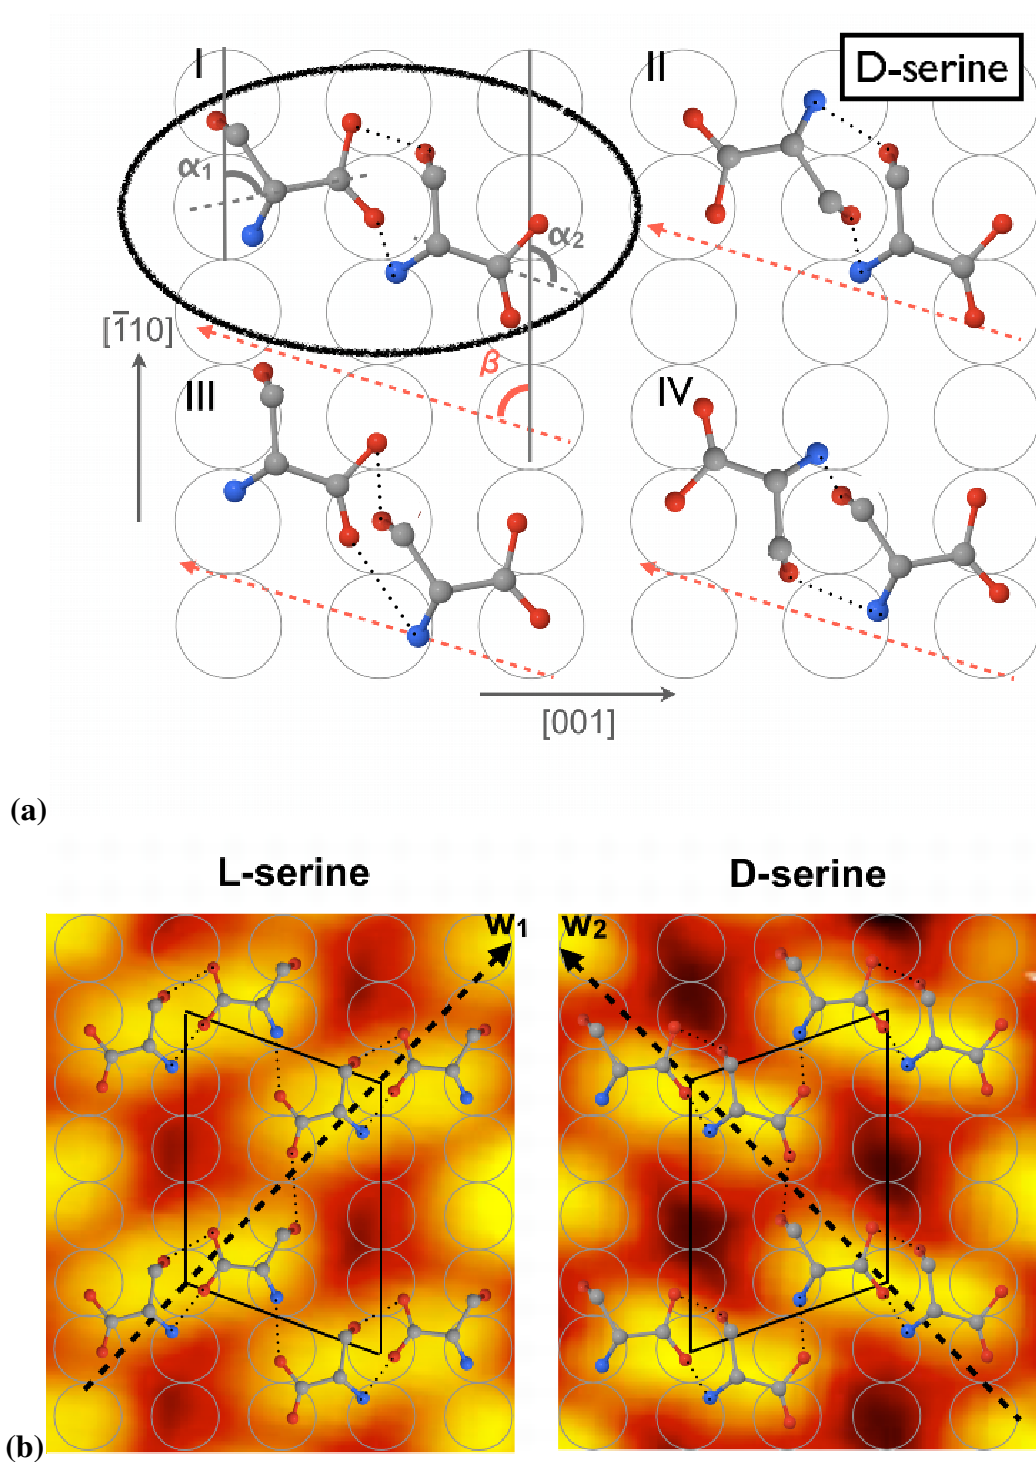 I
II
D-serine
α1
α2
[1̅10]
β
III
IV
[001]
(a)
L-serine
D-serine
w1
w2
(b)